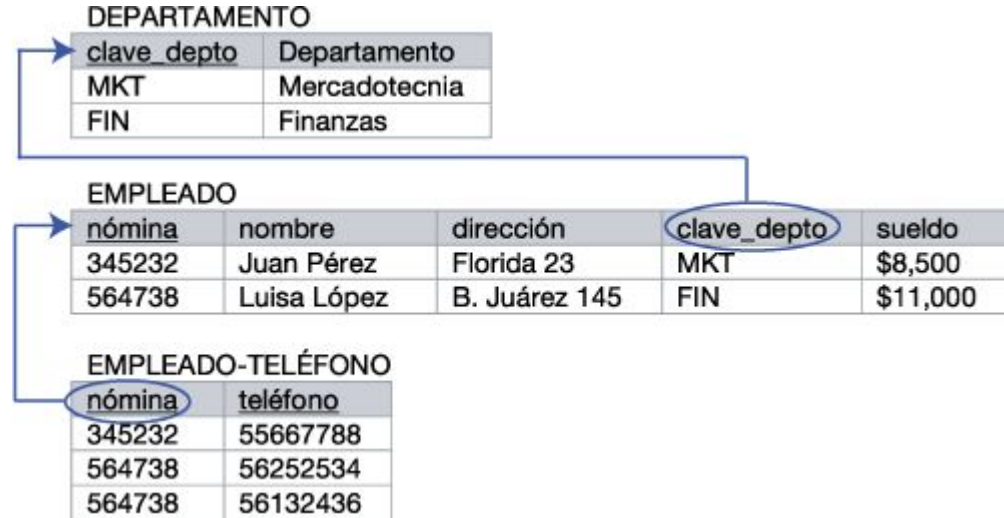 DEPARTAMENTO
clave_depto Departamento
MKT Mercadotecnia
FIN Finanzas
EMPLEADO
nómina nombre dirección clave_depto sueldo
345232 Juan Pérez Florida 23 MKT $8,500
564738 Luisa López B. Juárez 145 FIN $11,000
EMPLEADO-TELÉFONO
nómina teléfono
345232 55667788
564738 56252534
564738 56132436